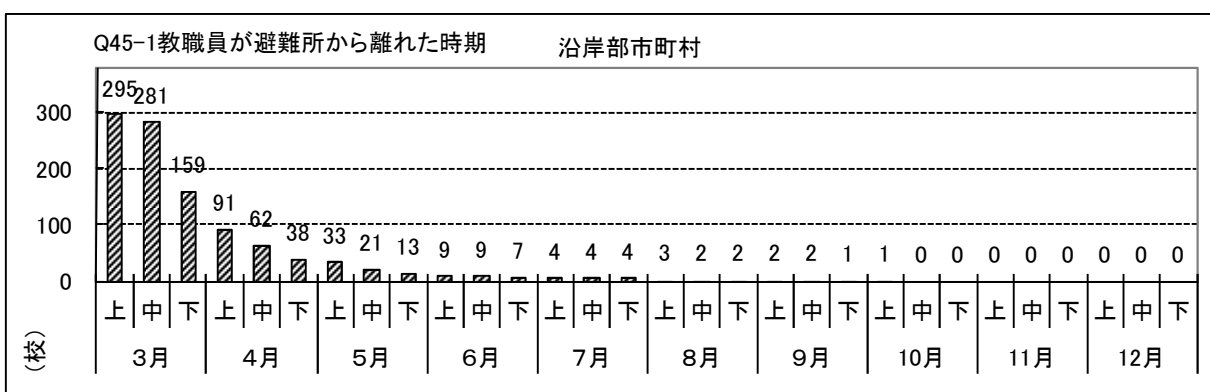 Q45-1教職員が避難所から離れた時期 沿岸部市町村
295 281 159 91 62 38 33 21 13 9 9 7 4 4 4 3 2 2 2 2 1 1 0 0 0 0 0 0 0 0
300
200
100
0
上 中 下 上 中 下 上 中 下 上 中 下 上 中 下 上 中 下 上 中 下 上 中 下 上 中 下 上 中 下
3月 4月 5月 6月 7月 8月 9月 10月 11月 12月
(校)